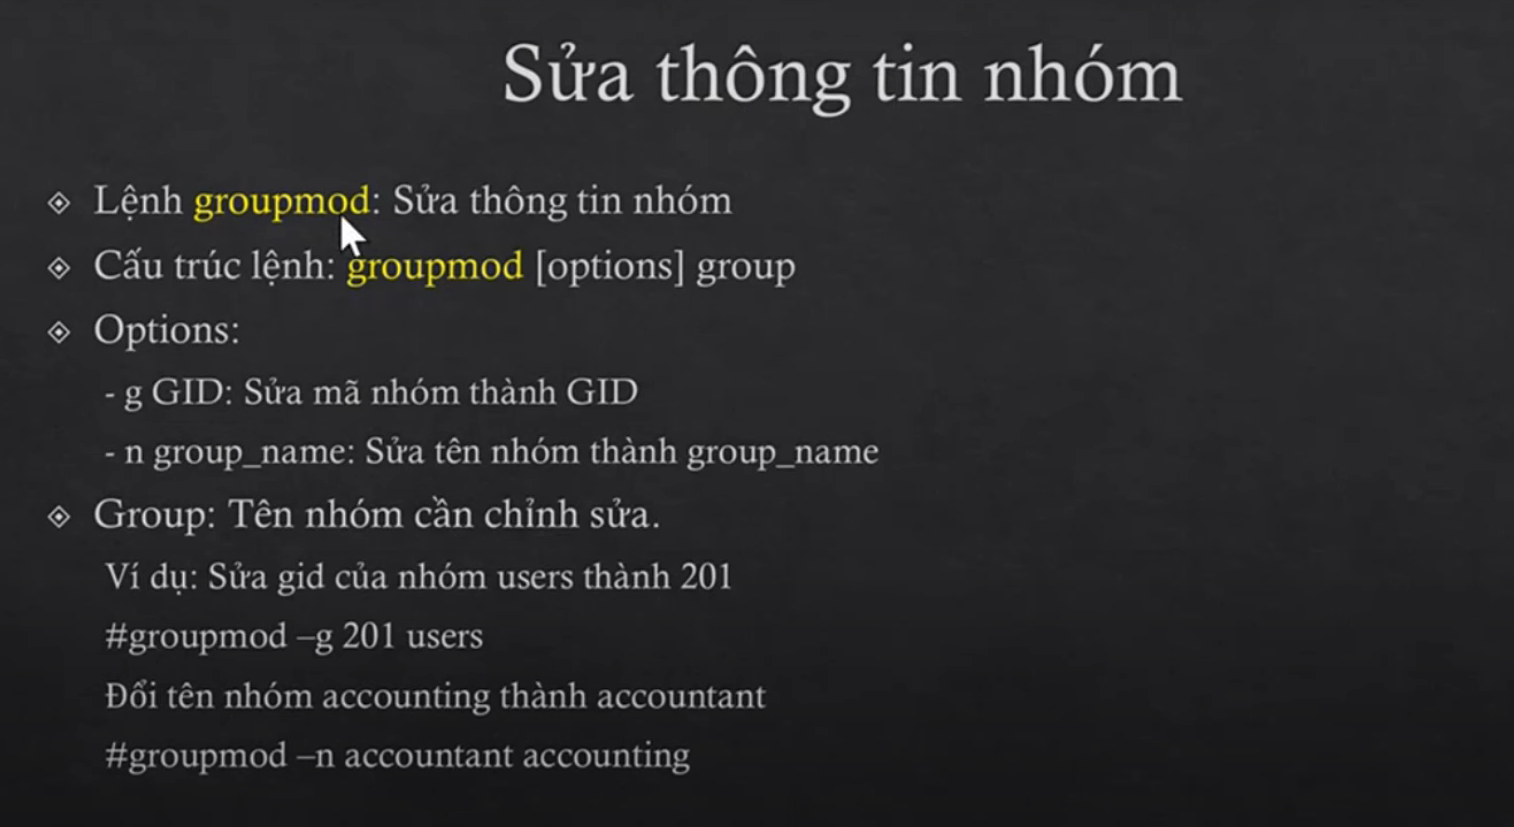 Sửa thông tin nhóm
Lệnh groupmod: Sửa thông tin nhóm
Cấu trúc lệnh: groupmod [options] group
Options:
- g GID: Sửa mã nhóm thành GID
- n group_name: Sửa tên nhóm thành group_name
Group: Tên nhóm cần chỉnh sửa.
Ví dụ: Sửa gid của nhóm users thành 201
#groupmod –g 201 users
Đổi tên nhóm accounting thành accountant
#groupmod –n accountant accounting